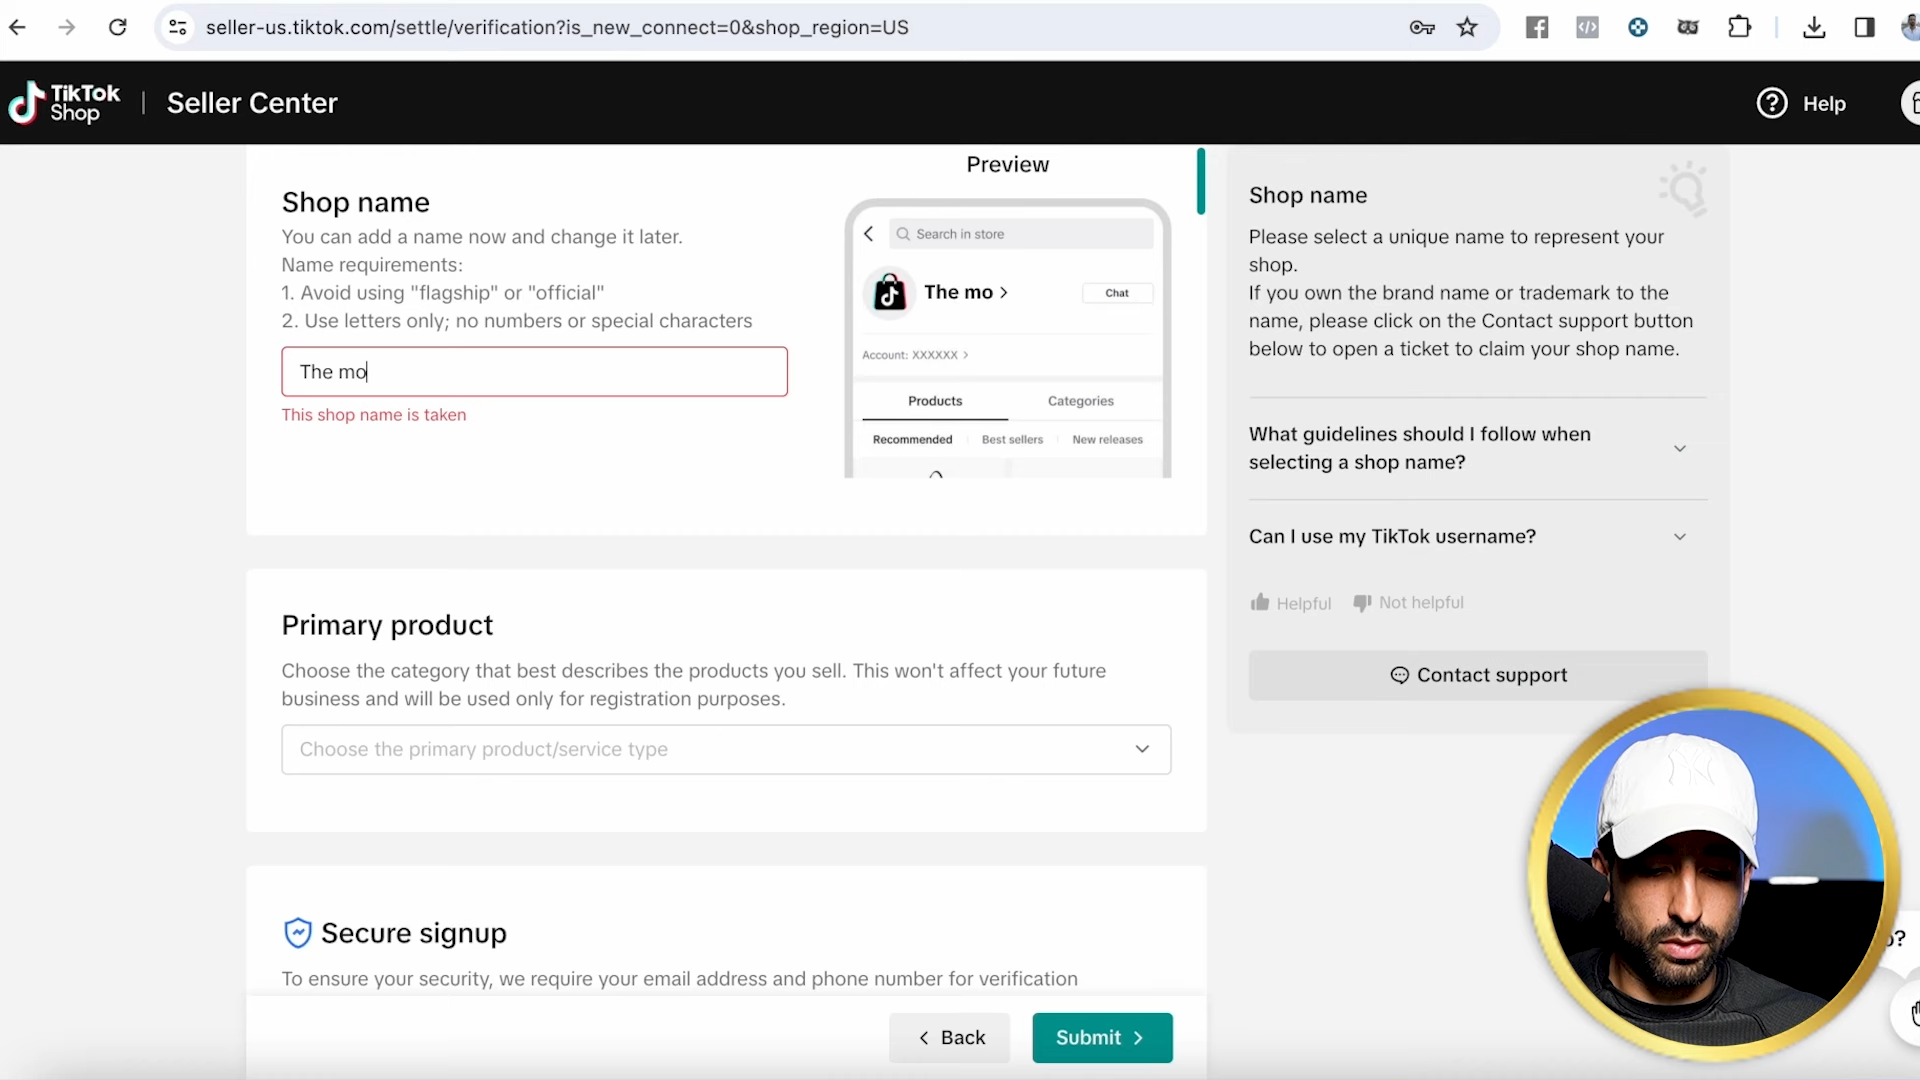 seller-us.tiktok.com/settle/verification?is_new_connect=0&shop_region=US
TikTok
Shop
Seller Center
Help
Shop name
You can add a name now and change it later.
Name requirements:
1. Avoid using "flagship" or "official"
2. Use letters only; no numbers or special characters
The mo
This shop name is taken
Preview
Search in store
The mo
Chat
Account: XXXXXX
Products
Categories
Recommended
Best sellers
New releases
Shop name
Please select a unique name to represent your
shop.
If you own the brand name or trademark to the
name, please click on the Contact support button
below to open a ticket to claim your shop name.
What guidelines should I follow when
selecting a shop name?
Can I use my TikTok username?
Helpful
Not helpful
Contact support
Primary product
Choose the category that best describes the products you sell. This won't affect your future
business and will be used only for registration purposes.
Choose the primary product/service type
Secure signup
To ensure your security, we require your email address and phone number for verification
Back
Submit